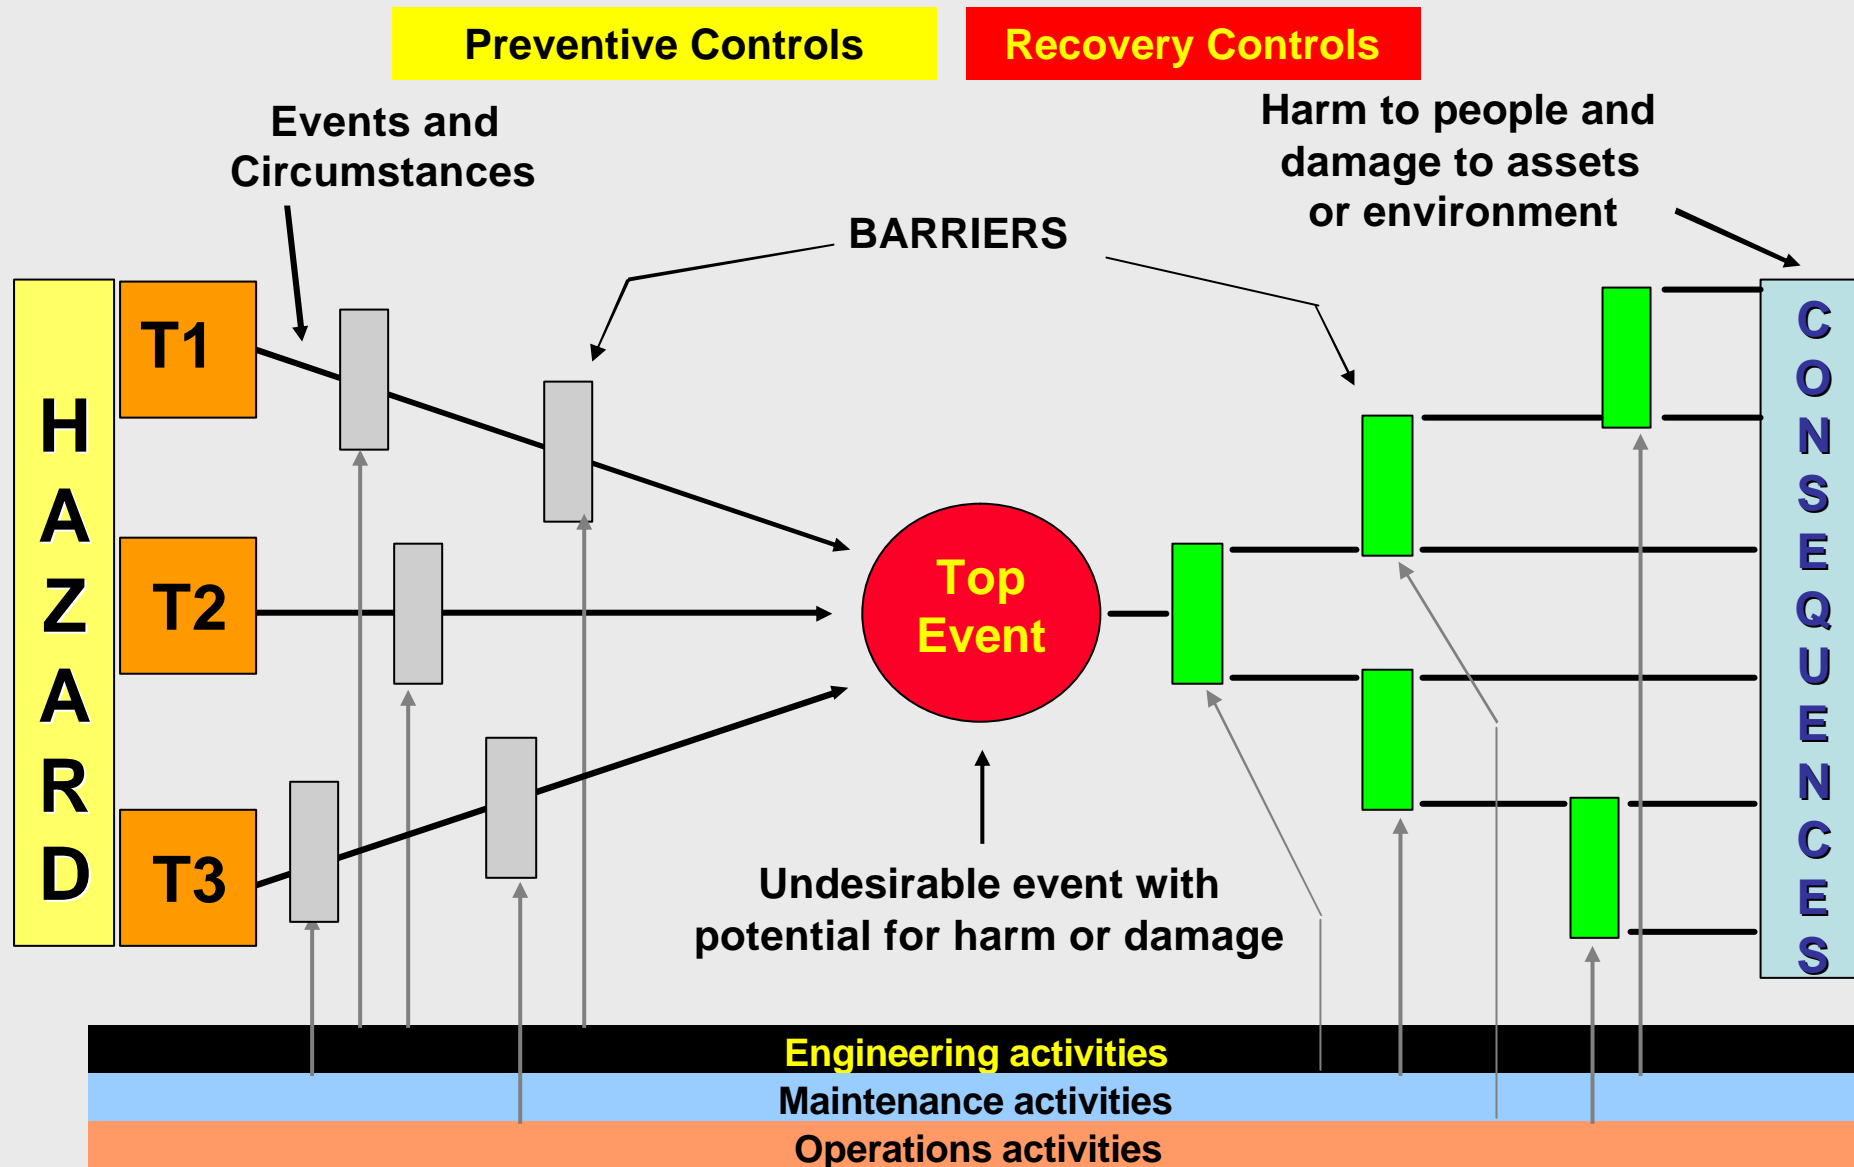 Preventive Controls
Recovery Controls
Events and
Circumstances
Harm to people and
damage to assets
or environment
BARRIERS
HAZARD
T1
T2
T3
Top
Event
CONSEQUENCES
Undesirable event with
potential for harm or damage
Engineering activities
Maintenance activities
Operations activities